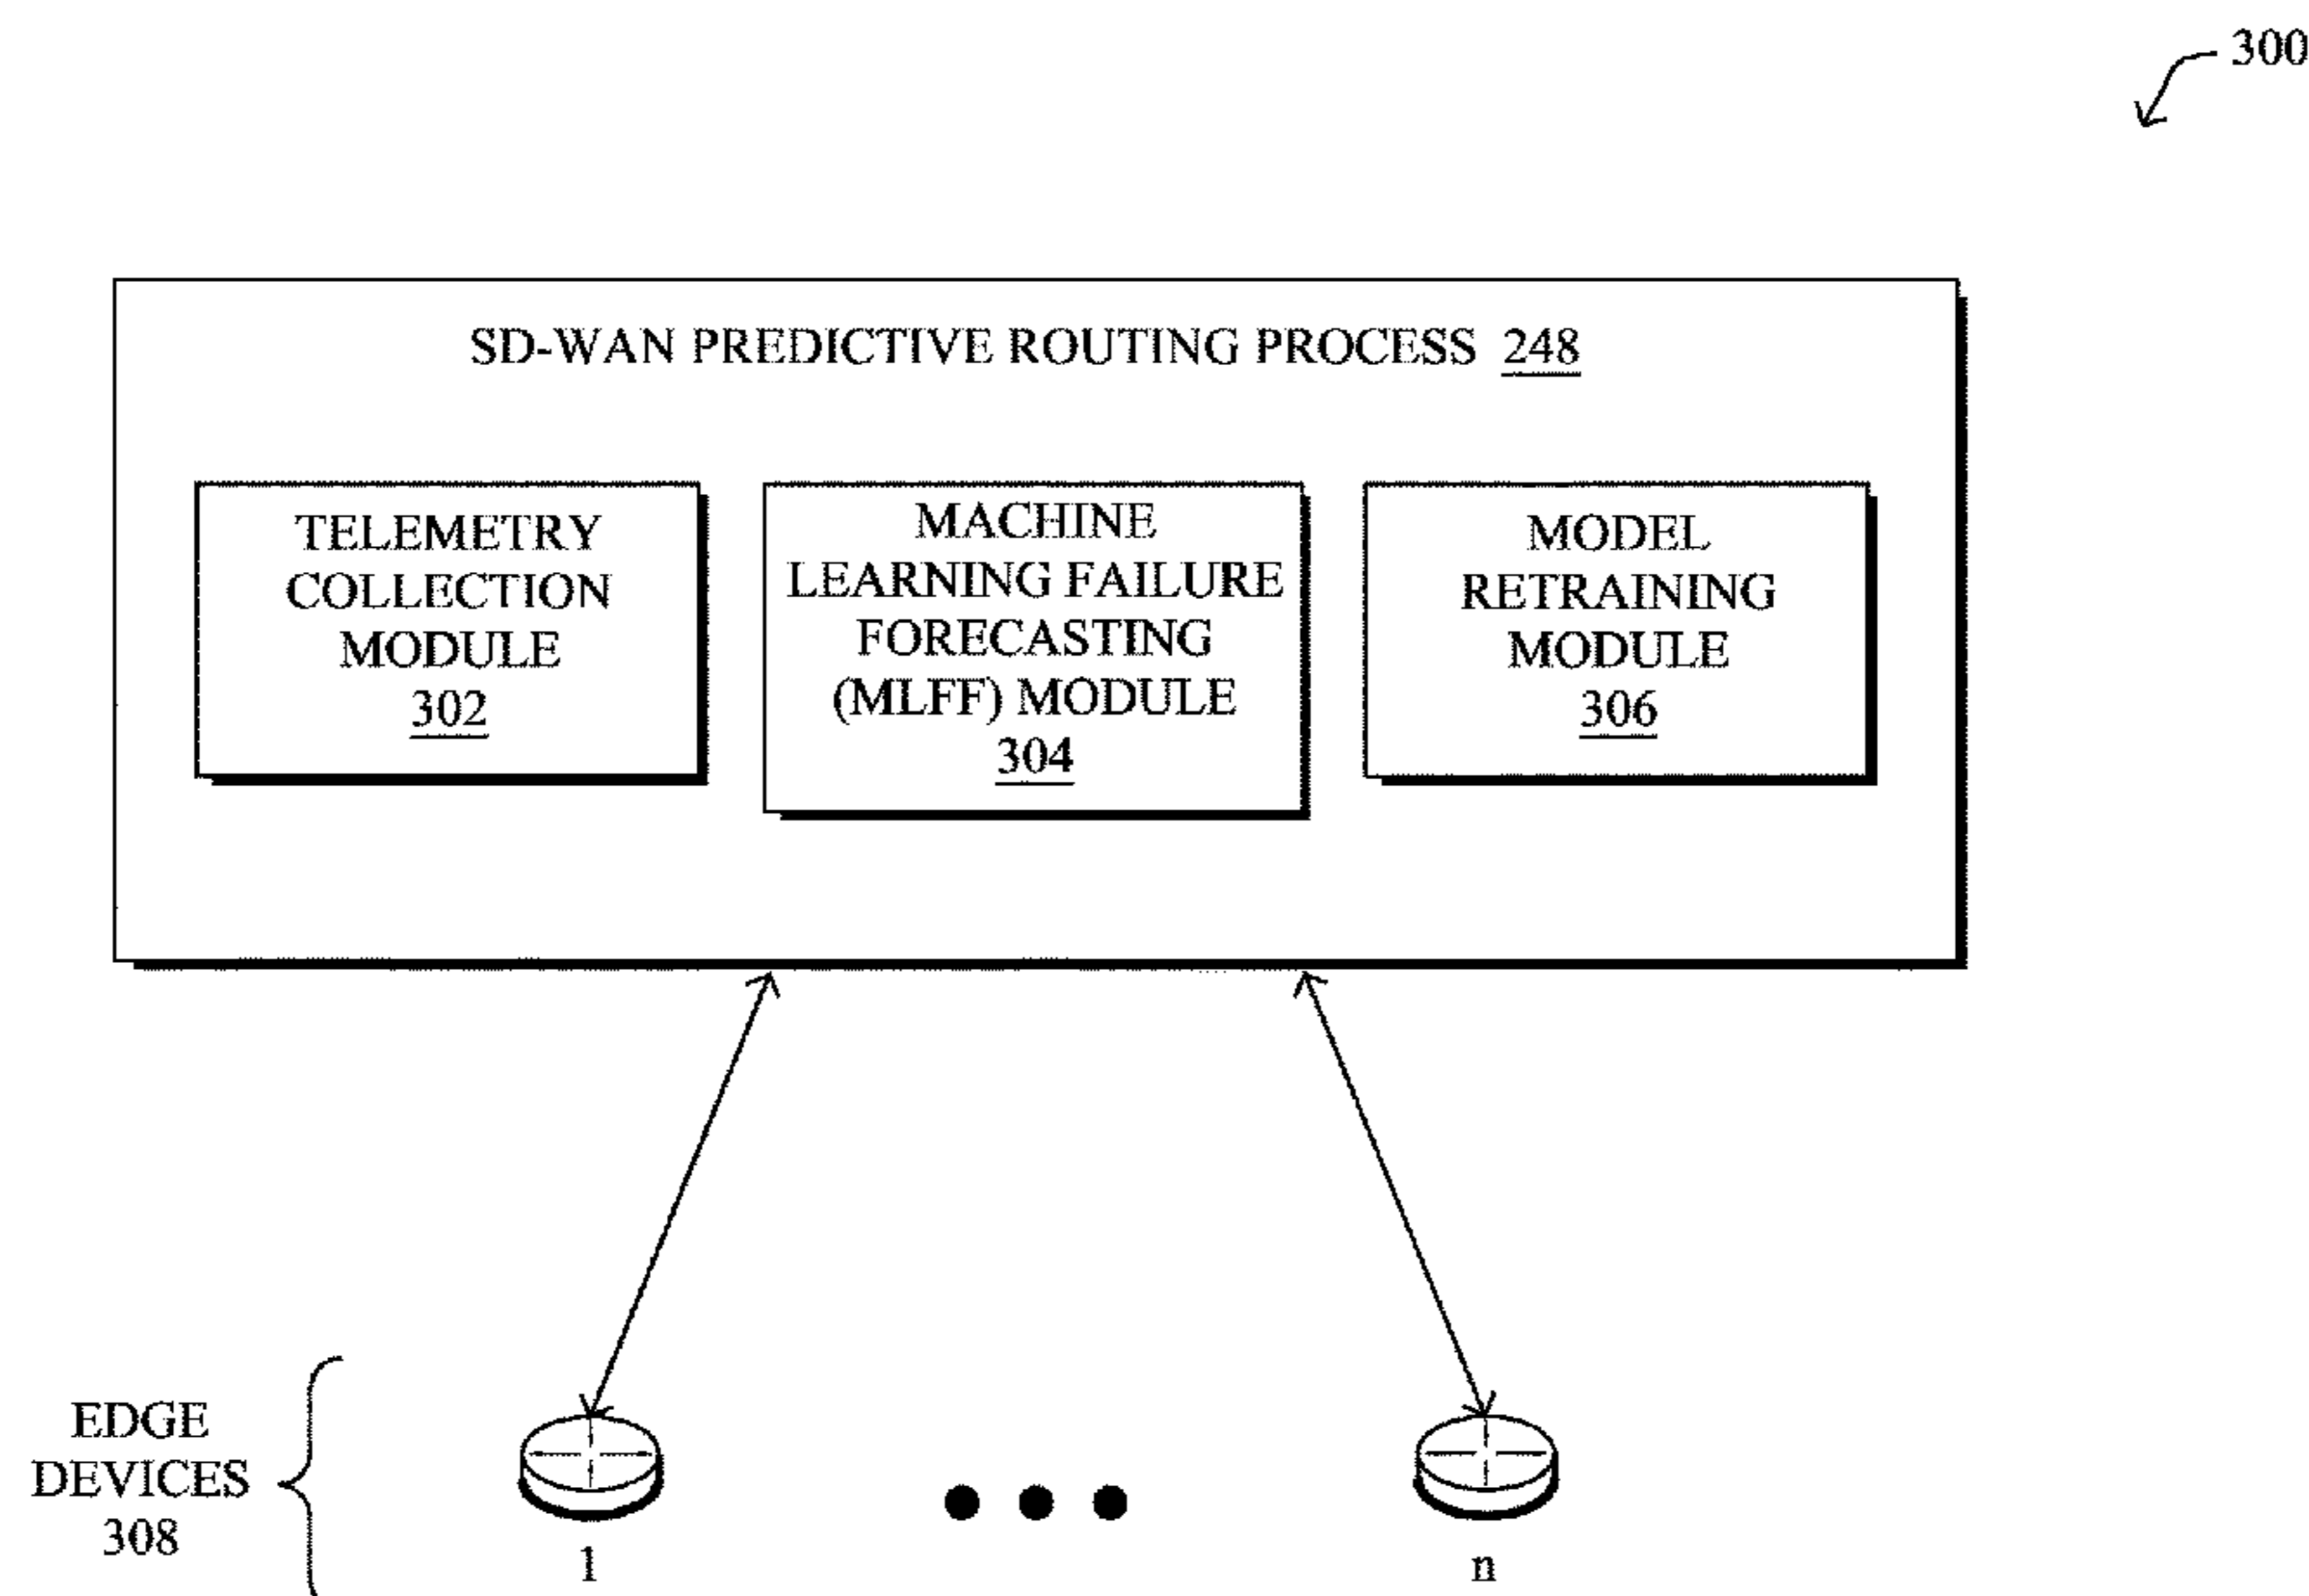 300
SD-WAN PREDICTIVE ROUTING PROCESS 248
TELEMETRY
COLLECTION
MODULE
302
MACHINE
LEARNING FAILURE
FORECASTING
(MLFF) MODULE
304
MODEL
RETRAINING
MODULE
306
EDGE
DEVICES
308
1
n